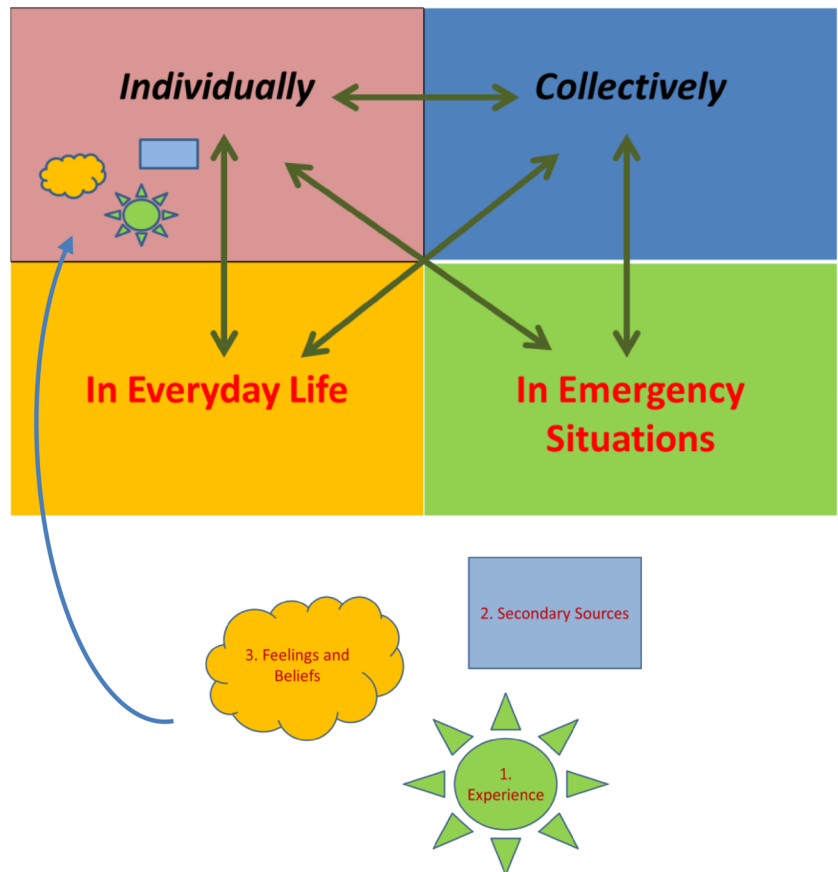 Individually
Collectively
In Everyday Life
In Emergency
Situations
2. Secondary Sources
3. Feelings and
Beliefs
1.
Experience